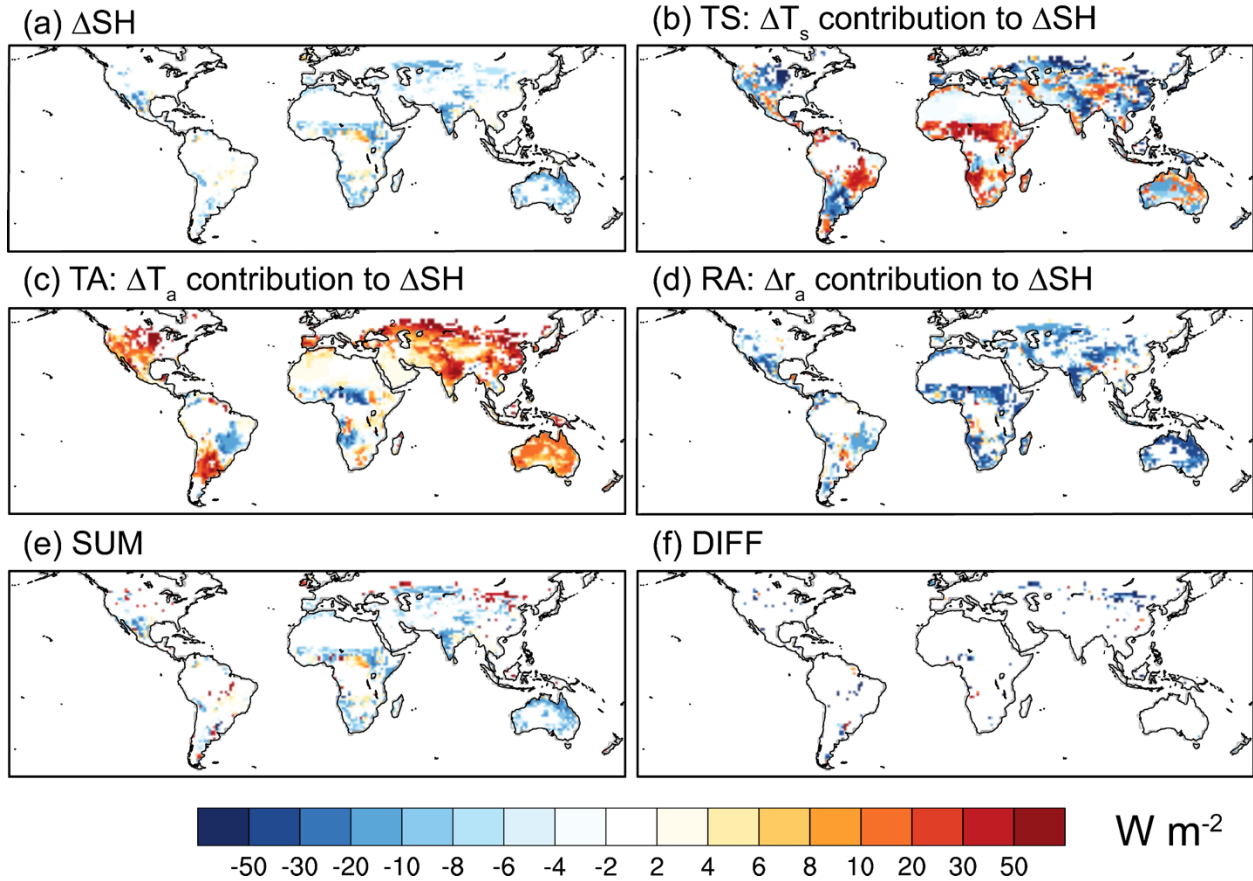 (a) ΔSH
(b) TS: ΔTₛ contribution to ΔSH
(c) TA: ΔTₐ contribution to ΔSH
(d) RA: Δrₐ contribution to ΔSH
(e) SUM
(f) DIFF
-50 -30 -20 -10 -8 -6 -4 -2 2 4 6 8 10 20 30 50
W m⁻²